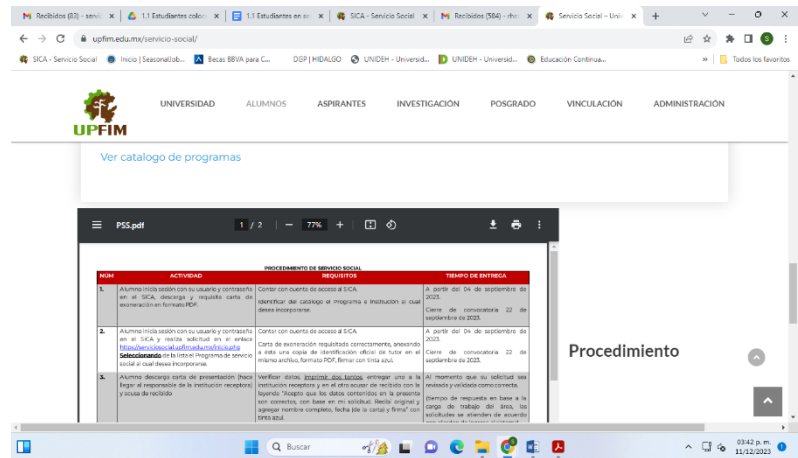 Recibidos (83) - servic
1.1 Estudiantes coloc
1.1 Estudiantes en se
SICA - Servicio Social
Recibidos (584) - rhe
Servicio Social – Univ
upfim.edu.mx/servicio-social/
SICA - Servicio Social
Inicio | SeasonalJob...
Becas BBVA para C...
DGP | HIDALGO
UNIDEH - Universid...
UNIDEH - Universid...
Educación Continua...
Todos los favoritos
UPFIM
UNIVERSIDAD ALUMNOS ASPIRANTES INVESTIGACIÓN POSGRADO VINCULACIÓN ADMINISTRACIÓN
Ver catalogo de programas
PSS.pdf 1 / 2 77%
PROCEDIMIENTO DE SERVICIO SOCIAL
NÚM ACTIVIDAD REQUISITOS TIEMPO DE ENTREGA
1.
Alumno inicia sesión con su usuario y contraseña
en el SICA, descarga y requisita carta de
exoneración en formato PDF.
Contar con cuenta de acceso al SICA.
Identificar del catálogo el Programa e Institución al cual
desea incorporarse.
A partir del 04 de septiembre de
2023.
Cierre de convocatoria 22 de
septiembre de 2023.
2.
Alumno inicia sesión con su usuario y contraseña
en el SICA y realiza solicitud en el enlace
https://serviciosocial.upfim.edu.mx/inicio.php
Seleccionando de la lista el Programa de servicio
social al cual desea incorporarse.
Contar con cuenta de acceso al SICA.
Carta de exoneración requisitada correctamente, anexando
a esta una copia de identificación oficial de tutor en el
mismo archivo, formato PDF, firmar con tinta azul.
A partir del 04 de septiembre de
2023.
Cierre de convocatoria 22 de
septiembre de 2023.
3.
Alumno descarga carta de presentación (hace
llegar al responsable de la institución receptora)
y acusa de recibido
Verificar datos, imprimir dos tantos, entregar uno a la
institución receptora y en el otro acusar de recibido con la
leyenda "Acepto que los datos contenidos en la presente
son correctos, con base en mi solicitud. Recibí original y
agregar nombre completo, fecha (de la carta) y firma" con
tinta azul.
Al momento que su solicitud sea
revisada y validada como correcta.
(tiempo de respuesta en base a la
carga de trabajo del área, las
solicitudes se atienden de acuerdo
Procedimiento
Buscar
03:42 p. m.
11/12/2023